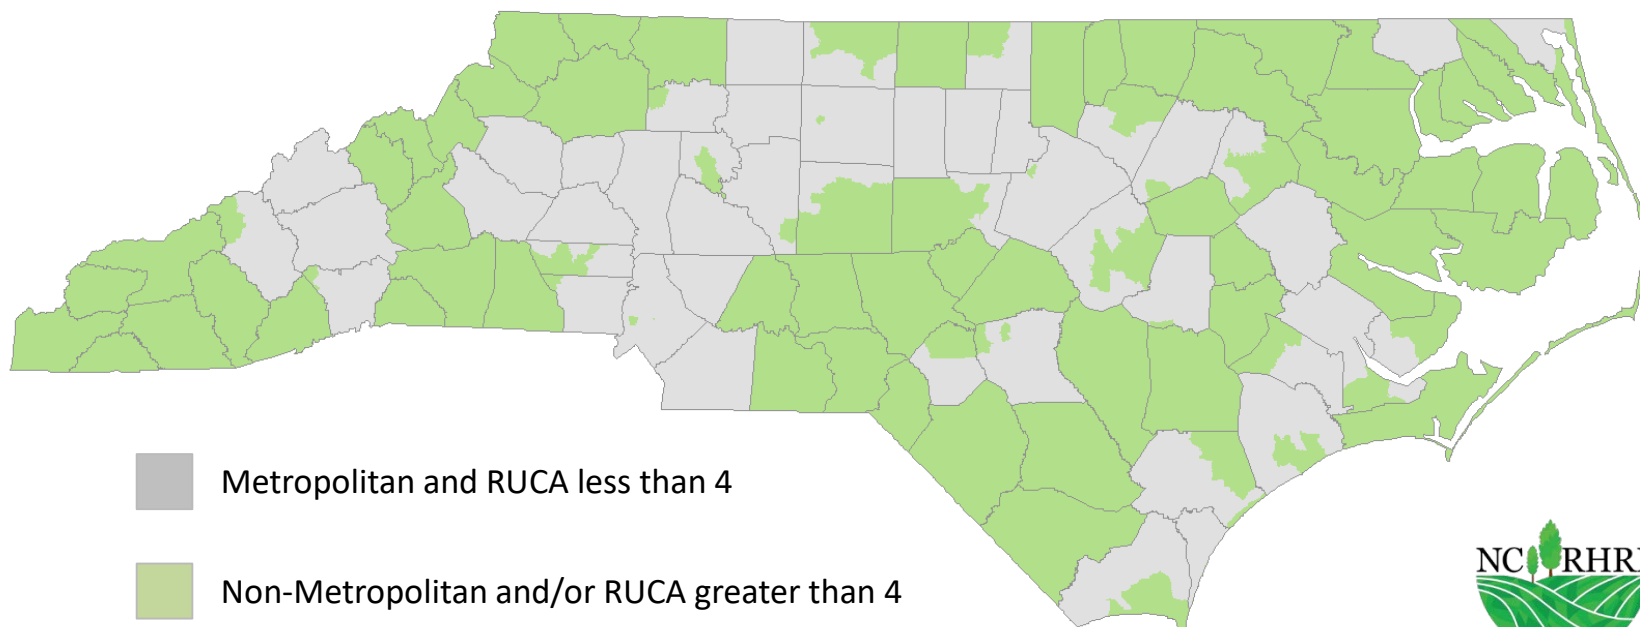 Metropolitan and RUCA less than 4
Non-Metropolitan and/or RUCA greater than 4
NC RHR